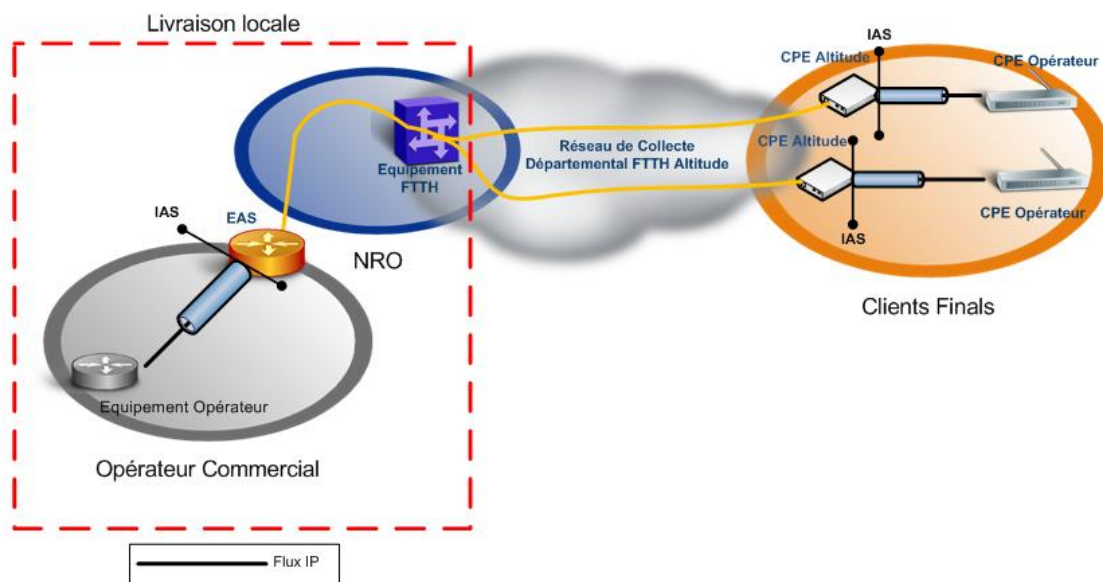 Livraison locale
IAS
CPE Altitude
CPE Opérateur
Equipement
FTTH
Réseau de Collecte
Départemental FTTH Altitude
CPE Altitude
IAS
EAS
IAS
CPE Opérateur
NRO
Clients Finals
Equipement Opérateur
Opérateur Commercial
Flux IP